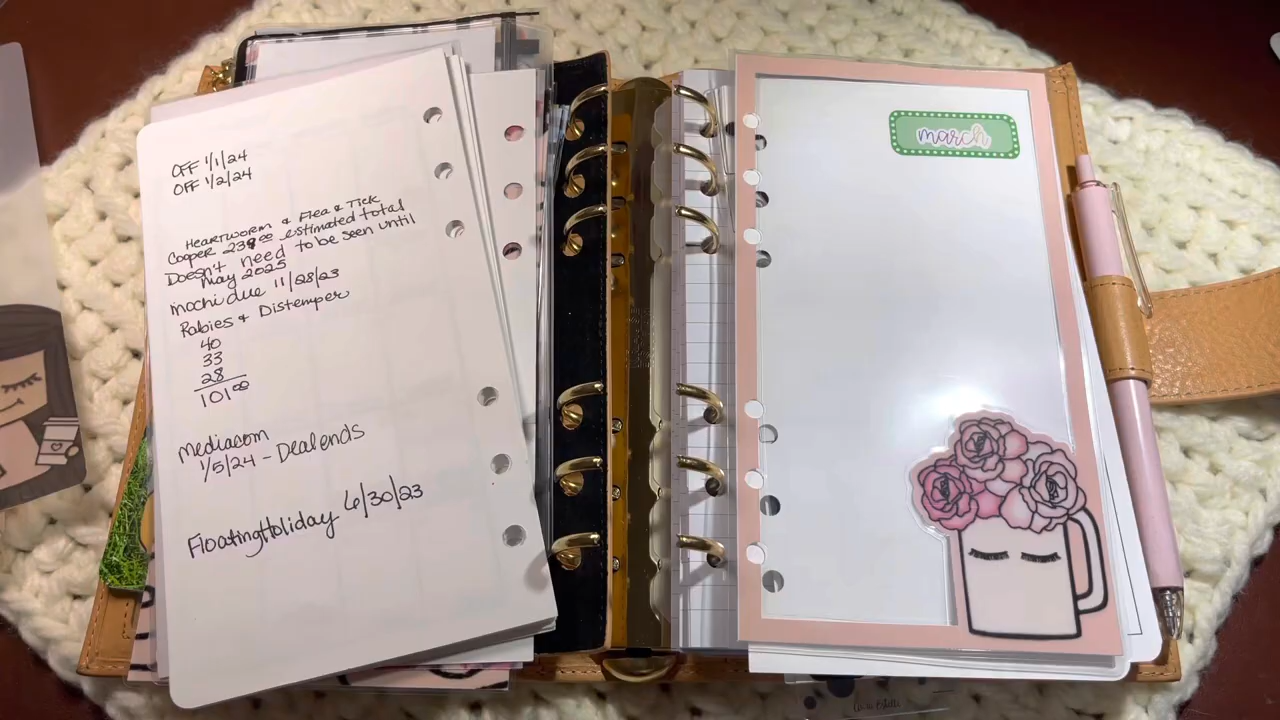 OFF 1/1/24
OFF 1/2/24
Heartworm & Flea & Tick
Cooper 239.00 estimated total
Doesn't need to be seen until
May 2025
mochi due 11/28/23
Rabies & Distemper
40
33
28
101.00
mediacom
1/5/24 - Deal ends
Floating Holiday 6/30/23
march